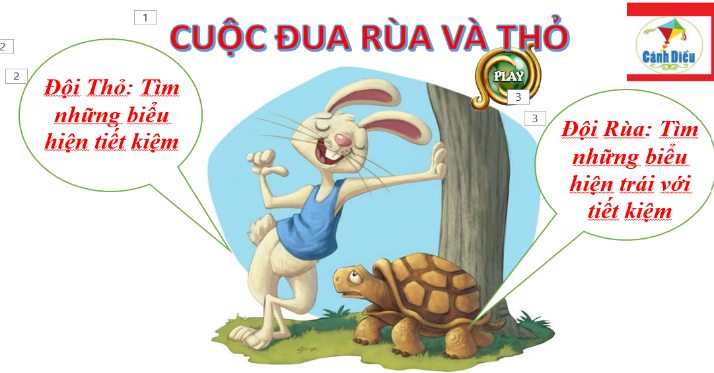 1
CUỘC ĐUA RÙA VÀ THỎ
Cánh Diều
2
2
Đội Thỏ: Tìm
những biểu
hiện tiết kiệm
PLAY
3
3
Đội Rùa: Tìm
những biểu
hiện trái với
tiết kiệm